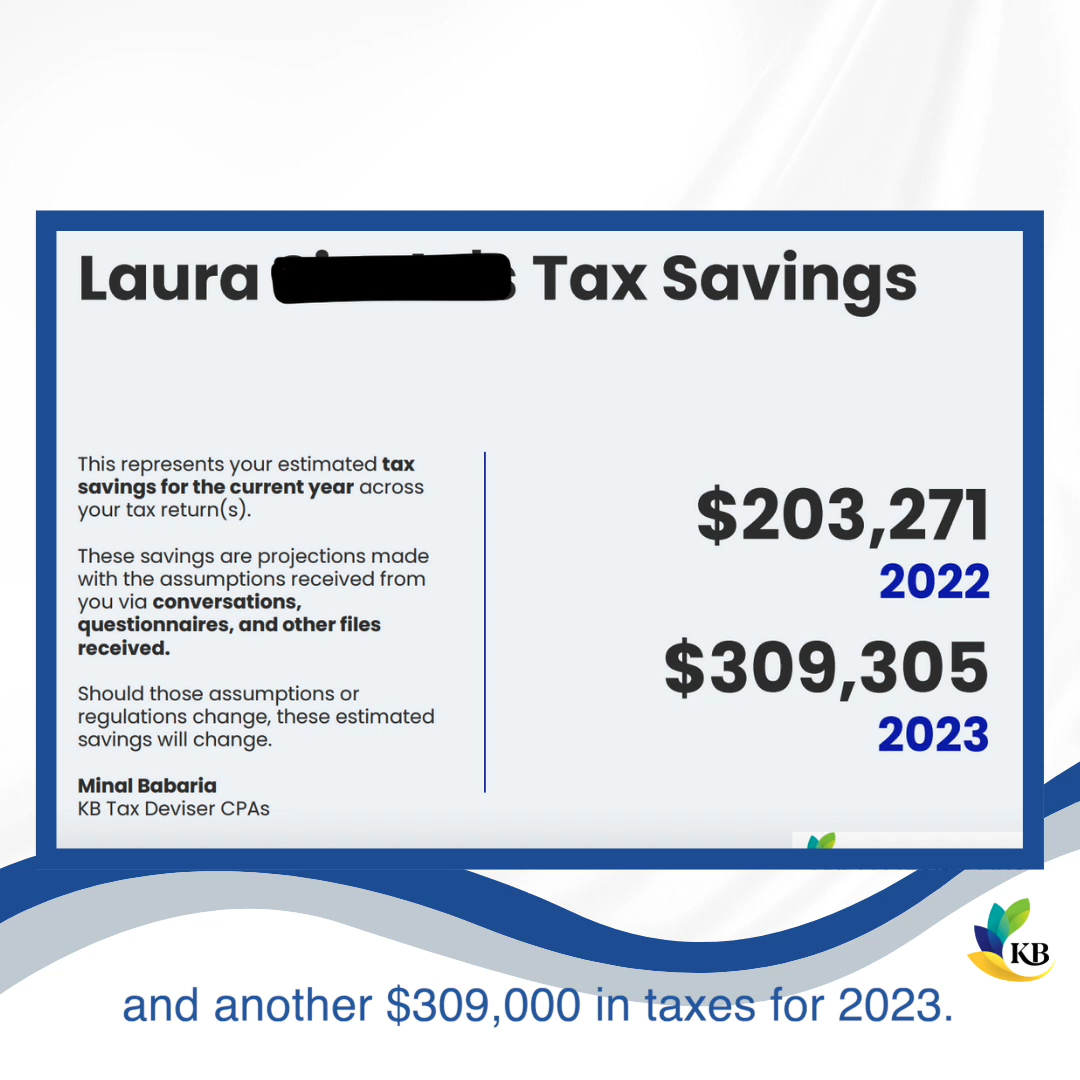 Laura Tax Savings
This represents your estimated tax
savings for the current year across
your tax return(s).
These savings are projections made
with the assumptions received from
you via conversations,
questionnaires, and other files
received.
Should those assumptions or
regulations change, these estimated
savings will change.
Minal Babaria
KB Tax Deviser CPAs
$203,271
2022
$309,305
2023
KB
and another $309,000 in taxes for 2023.